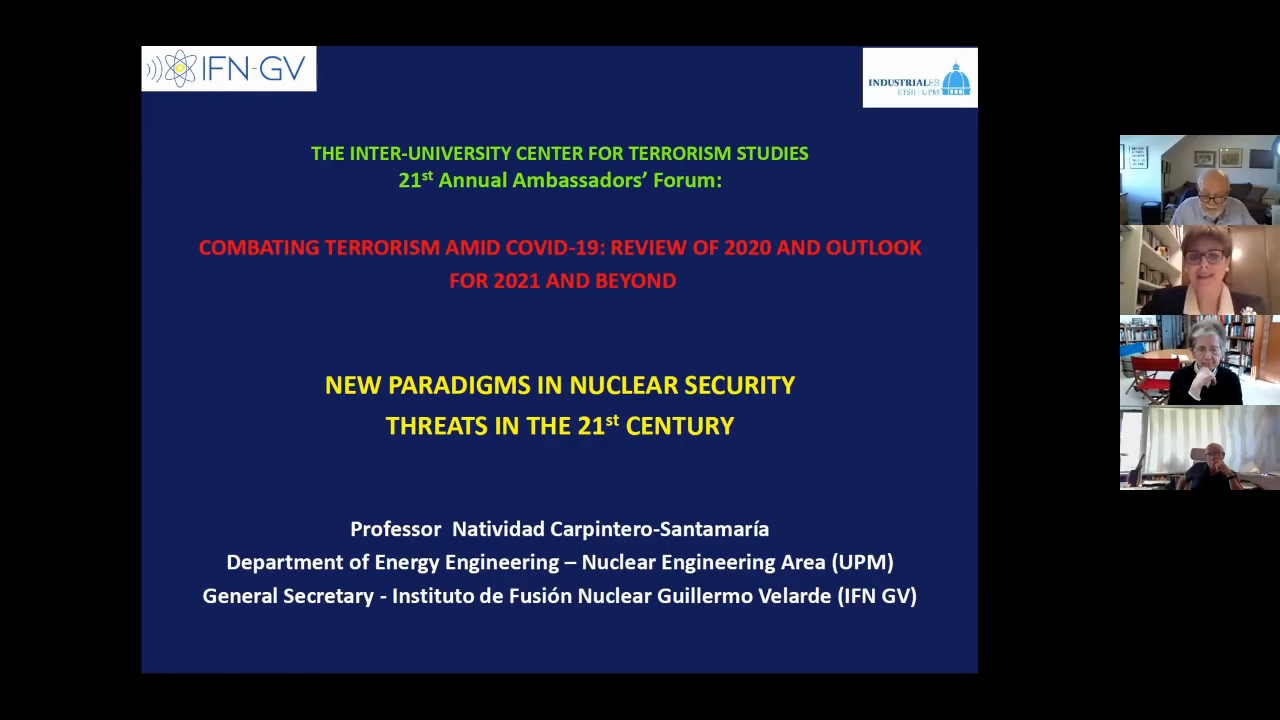 IFN-GV
INDUSTRIALES
ETSII | UPM
THE INTER-UNIVERSITY CENTER FOR TERRORISM STUDIES
21st Annual Ambassadors' Forum:
COMBATING TERRORISM AMID COVID-19: REVIEW OF 2020 AND OUTLOOK
FOR 2021 AND BEYOND
NEW PARADIGMS IN NUCLEAR SECURITY
THREATS IN THE 21st CENTURY
Professor Natividad Carpintero-Santamaría
Department of Energy Engineering – Nuclear Engineering Area (UPM)
General Secretary - Instituto de Fusión Nuclear Guillermo Velarde (IFN GV)